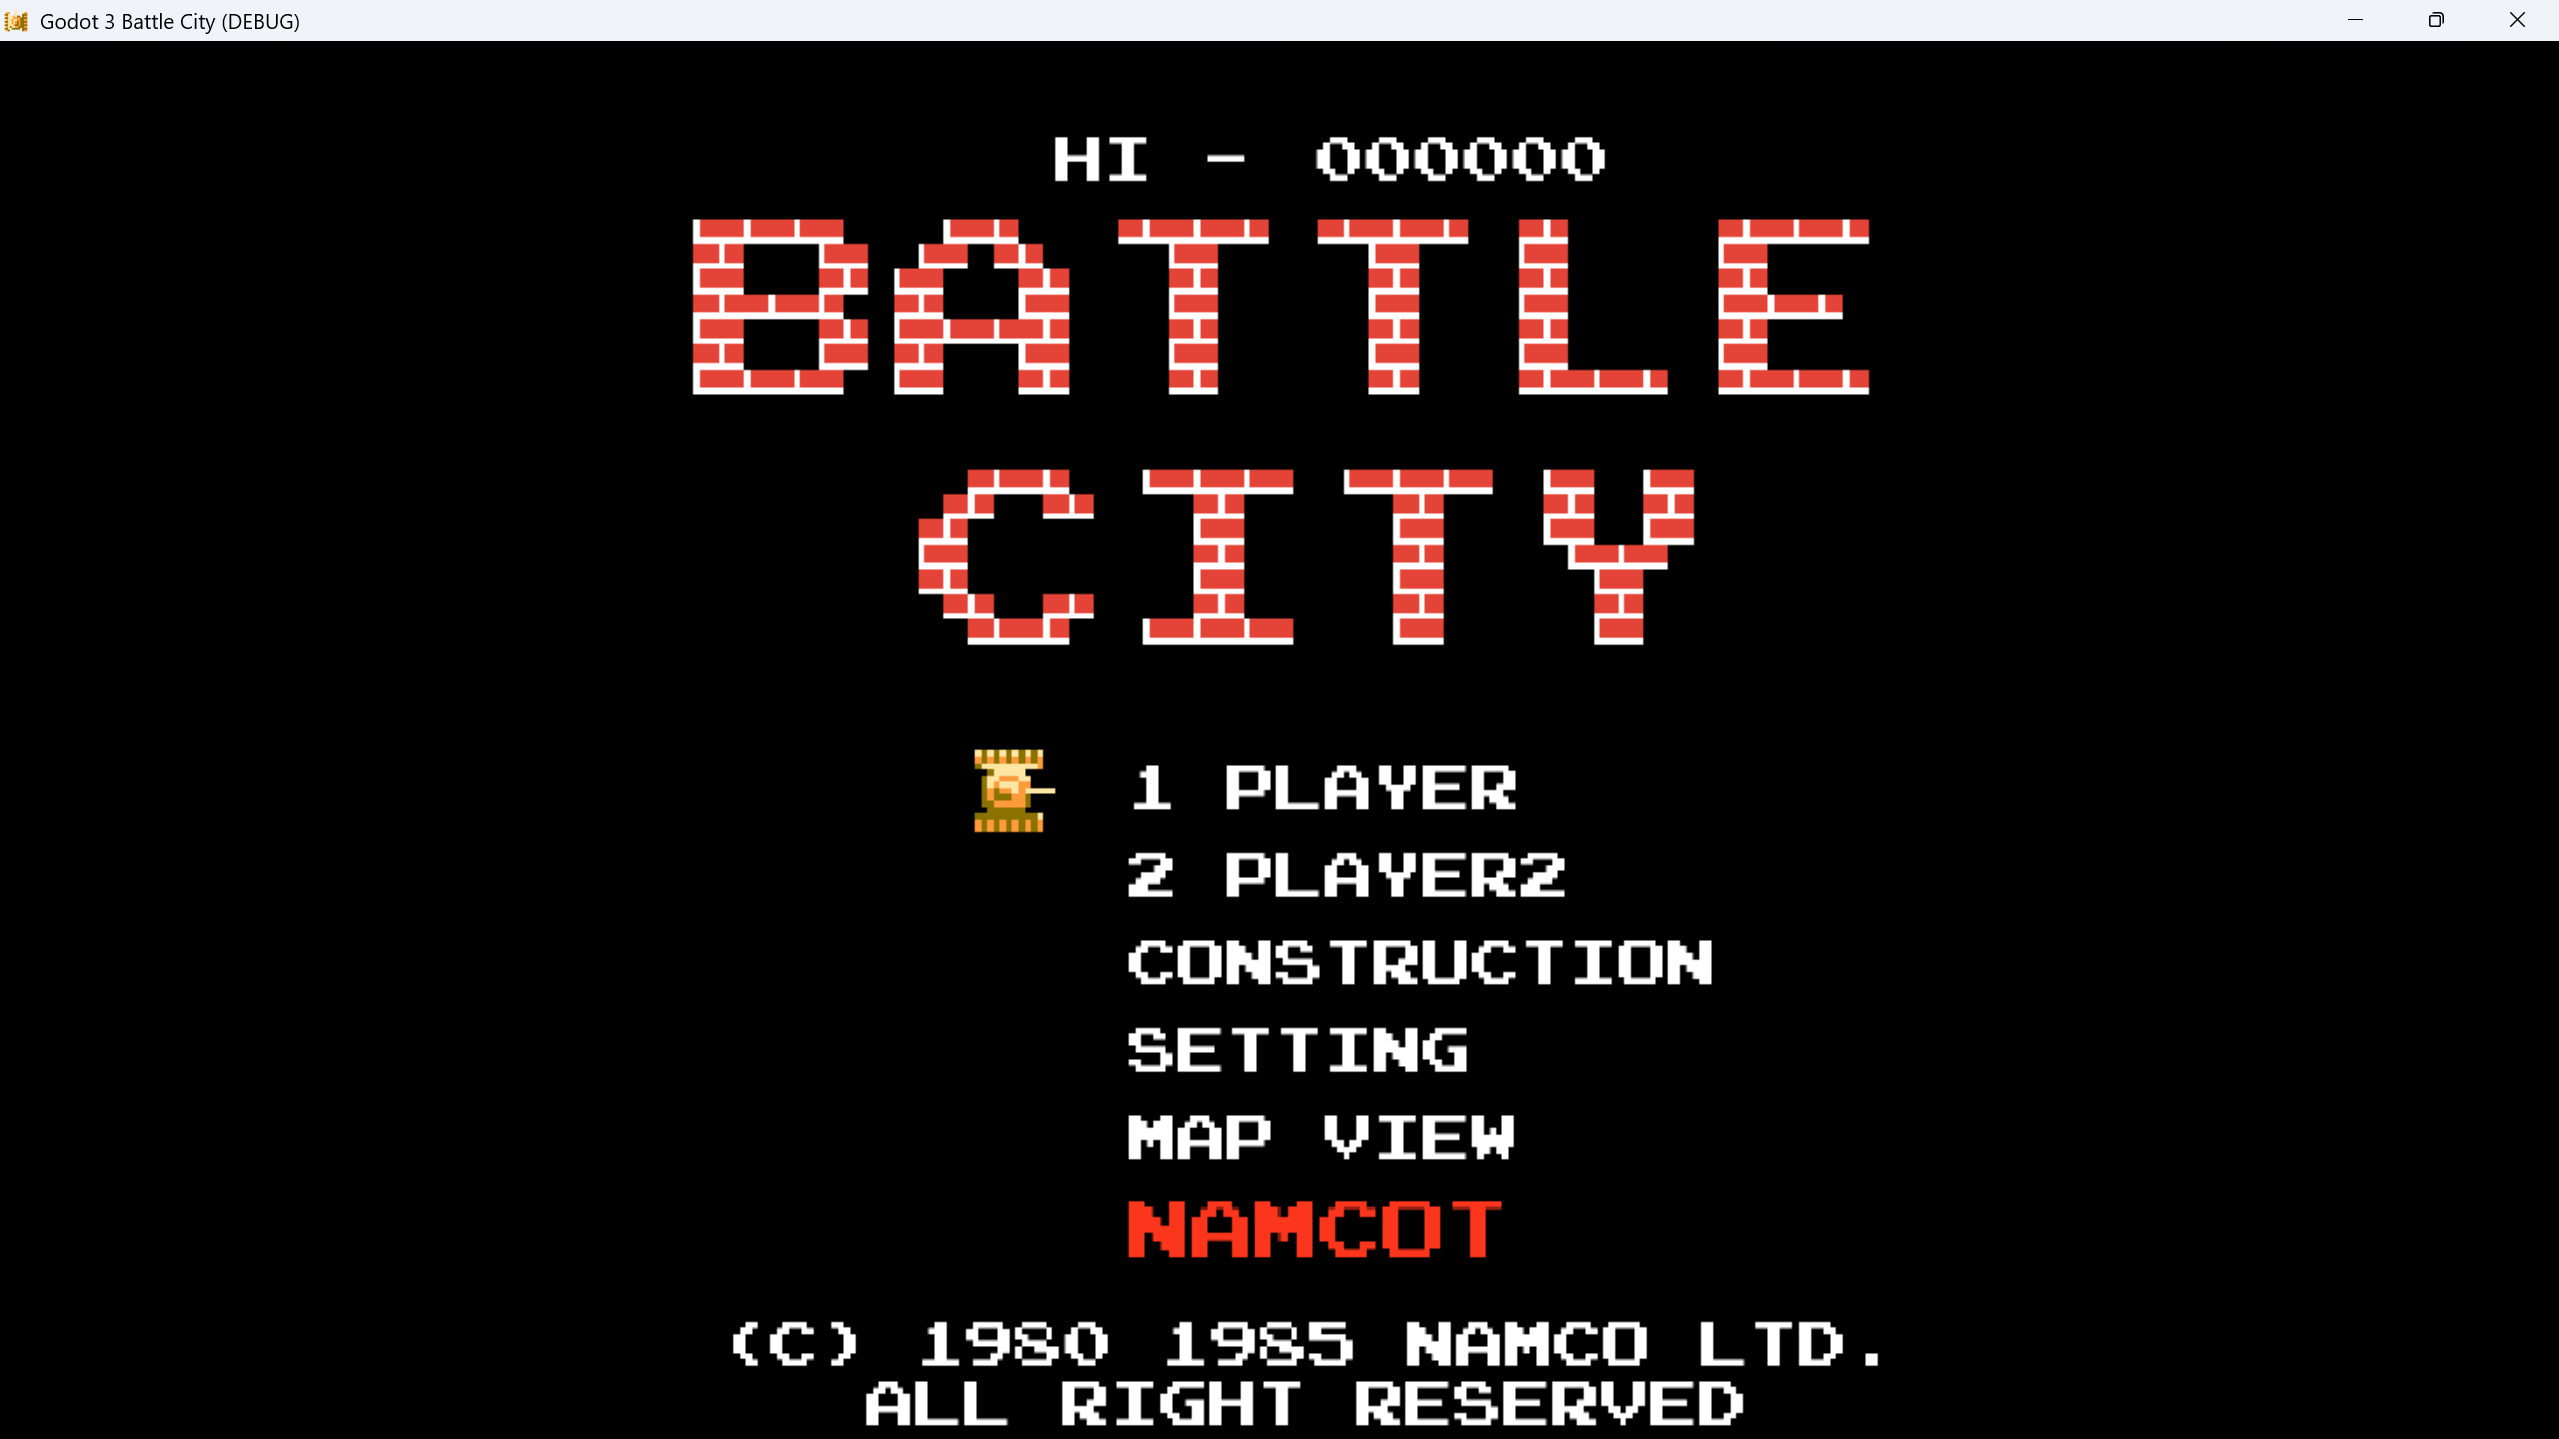 Godot 3 Battle City (DEBUG)
HI - 000000
BATTLE
CITY
1 PLAYER
2 PLAYER2
CONSTRUCTION
SETTING
MAP VIEW
NAMCOT
(C) 1980 1985 NAMCO LTD.
ALL RIGHT RESERVED